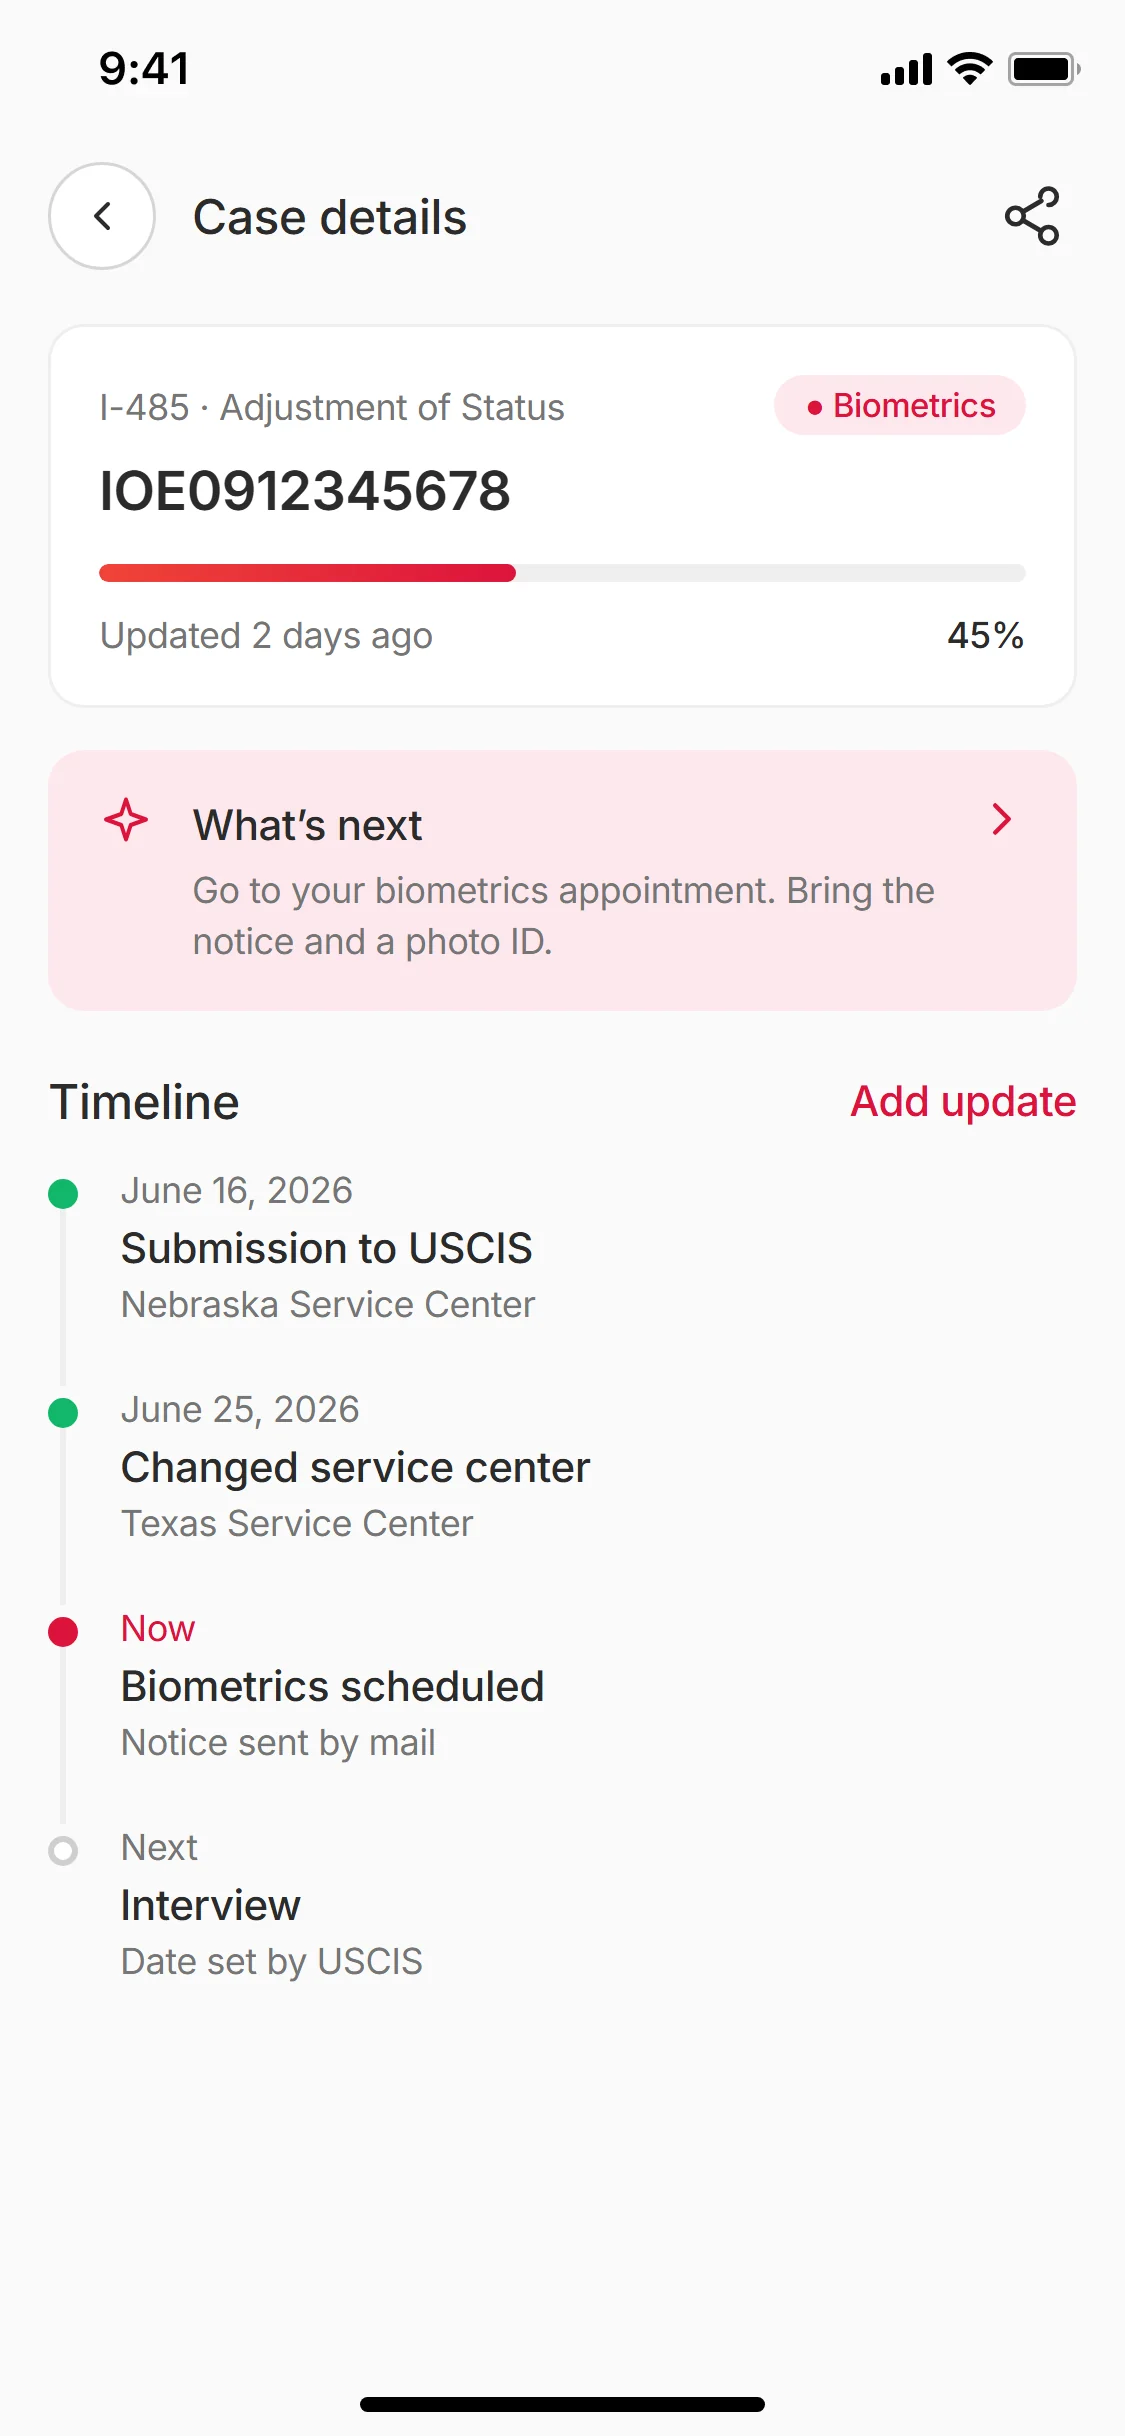 9:41
Case details
I-485 · Adjustment of Status
Biometrics
IOE0912345678
Updated 2 days ago
45%
What’s next
Go to your biometrics appointment. Bring the
notice and a photo ID.
Timeline
Add update
June 16, 2026
Submission to USCIS
Nebraska Service Center
June 25, 2026
Changed service center
Texas Service Center
Now
Biometrics scheduled
Notice sent by mail
Next
Interview
Date set by USCIS